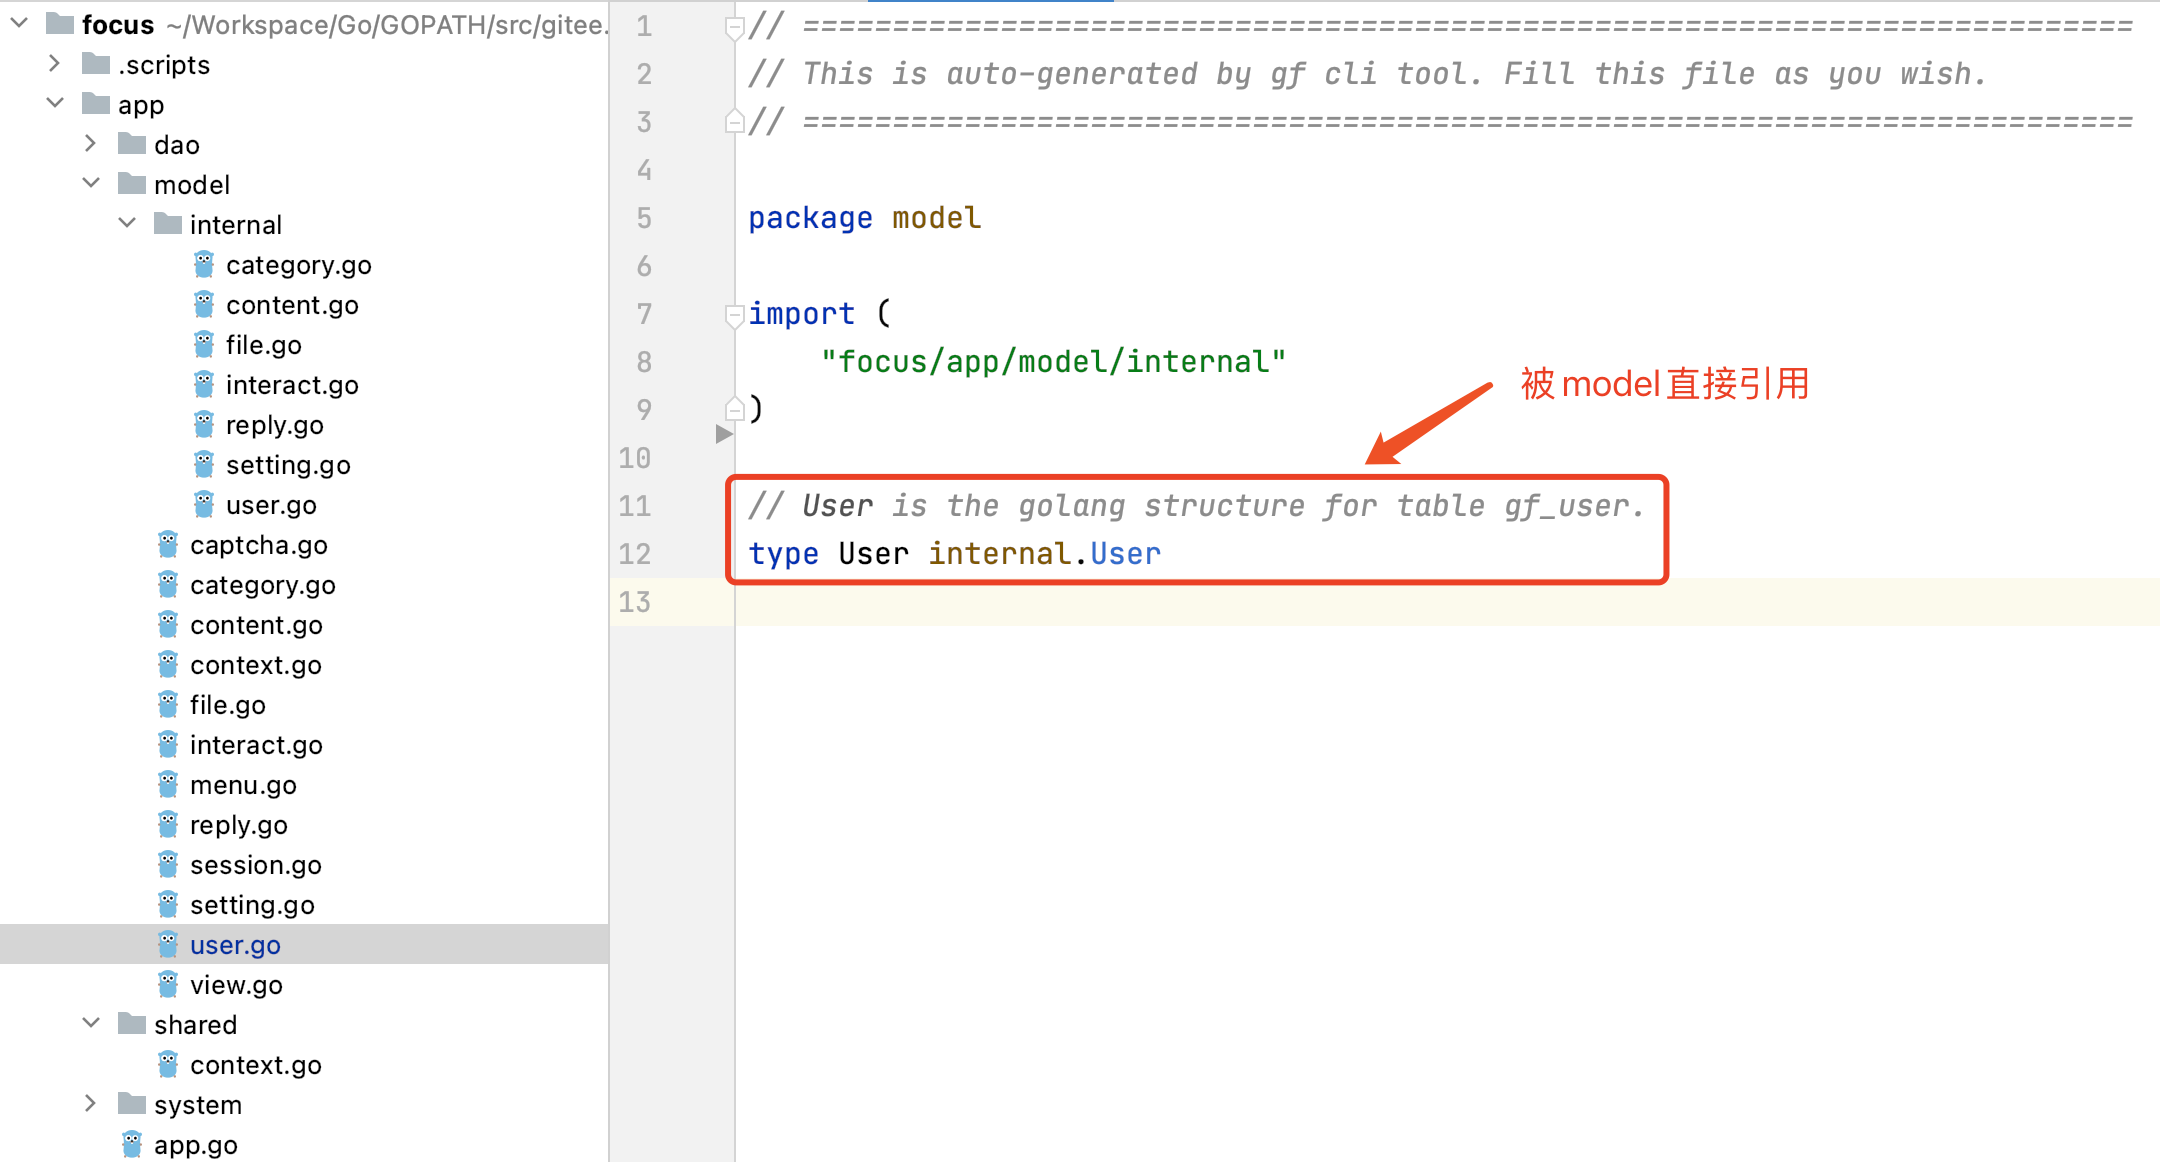 focus ~/Workspace/Go/GOPATH/src/gitee.
.scripts
app
dao
model
internal
category.go
content.go
file.go
interact.go
reply.go
setting.go
user.go
captcha.go
category.go
content.go
context.go
file.go
interact.go
menu.go
reply.go
session.go
setting.go
user.go
view.go
shared
context.go
system
app.go
1 // ==========================================================================
2 // This is auto-generated by gf cli tool. Fill this file as you wish.
3 // ==========================================================================
4
5 package model
6
7 import (
8 "focus/app/model/internal"
9 )
10
11 // User is the golang structure for table gf_user.
12 type User internal.User
13
被model直接引用